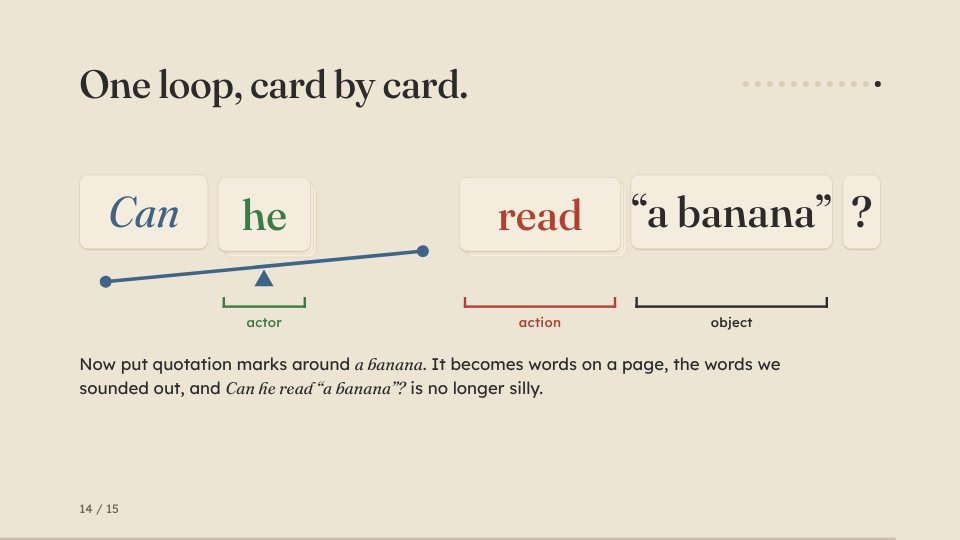 One loop, card by card.
Can he read “a banana” ?
actor action object
Now put quotation marks around a banana. It becomes words on a page, the words we
sounded out, and Can he read “a banana”? is no longer silly.
14 / 15